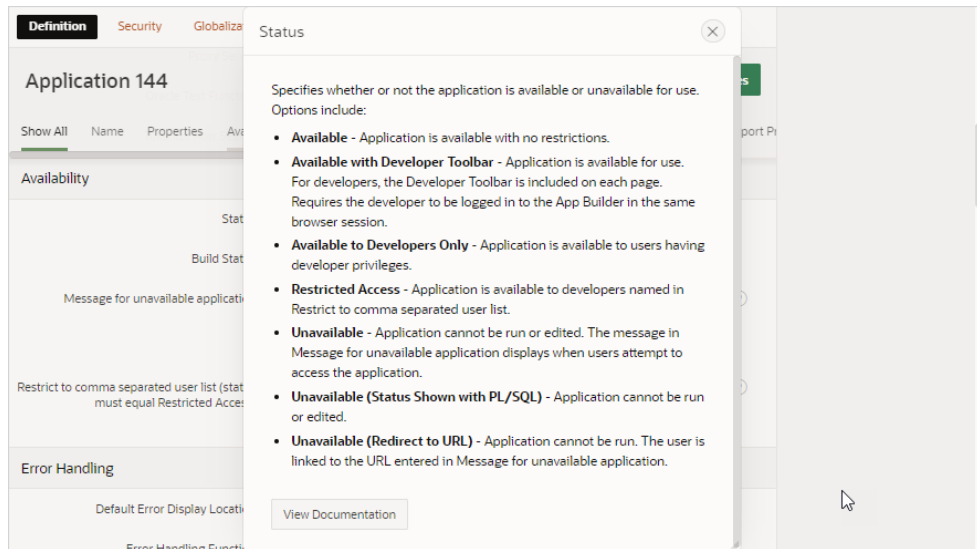 Definition Security Globaliza
Status
Application 144
s
Show All Name Properties Ava
port Pr
Specifies whether or not the application is available or unavailable for use.
Options include:
• Available - Application is available with no restrictions.
• Available with Developer Toolbar - Application is available for use.
For developers, the Developer Toolbar is included on each page.
Requires the developer to be logged in to the App Builder in the same
browser session.
• Available to Developers Only - Application is available to users having
developer privileges.
• Restricted Access - Application is available to developers named in
Restrict to comma separated user list.
• Unavailable - Application cannot be run or edited. The message in
Message for unavailable application displays when users attempt to
access the application.
• Unavailable (Status Shown with PL/SQL) - Application cannot be run
or edited.
• Unavailable (Redirect to URL) - Application cannot be run. The user is
linked to the URL entered in Message for unavailable application.
View Documentation
Availability
Stat
Build Stat
Message for unavailable applicati
Restrict to comma separated user list (stat
must equal Restricted Acces
Error Handling
Default Error Display Locati
Error Handling Functi